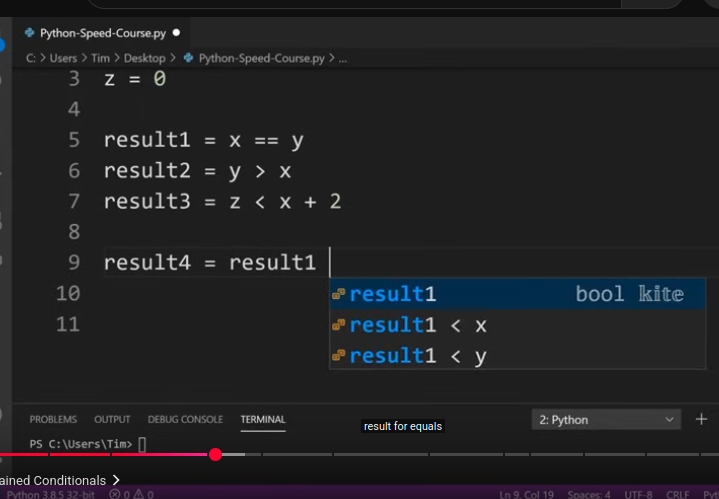 Python-Speed-Course.py ●
C: > Users > Tim > Desktop > Python-Speed-Course.py > ...
3 z = 0
4
5 result1 = x == y
6 result2 = y > x
7 result3 = z < x + 2
8
9 result4 = result1
result1 bool kite
10
result1 < x
11
result1 < y
PROBLEMS OUTPUT DEBUG CONSOLE TERMINAL 2: Python
result for equals
PS C:\Users\Tim>
ained Conditionals >
Python 3.8.5 32-bit 0 0 Ln 9, Col 19 Spaces: 4 UTF-8 CRLF Pyt